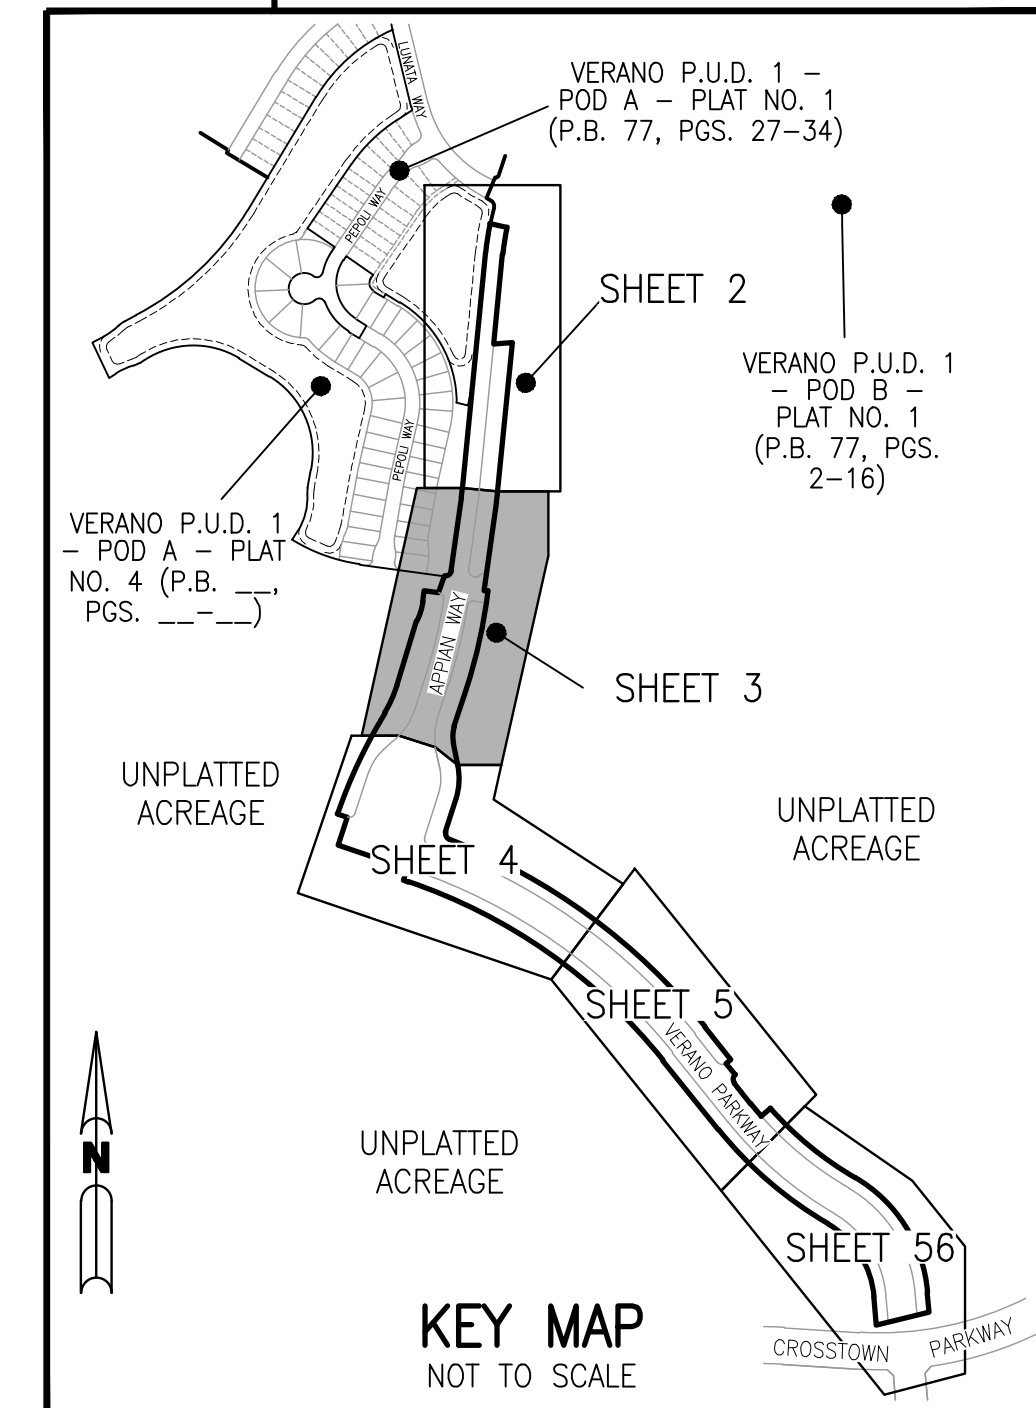 LUNATA WAY
VERANO P.U.D. 1 –
POD A – PLAT NO. 1
(P.B. 77, PGS. 27–34)
PEPOLI WAY
SHEET 2
VERANO P.U.D. 1
– POD B –
PLAT NO. 1
(P.B. 77, PGS.
2–16)
PEPOLI WAY
VERANO P.U.D. 1
– POD A – PLAT
NO. 4 (P.B. __,
PGS. __–__)
APPIAN WAY
SHEET 3
UNPLATTED
ACREAGE
UNPLATTED
ACREAGE
SHEET 4
SHEET 5
VERANO PARKWAY
N
UNPLATTED
ACREAGE
SHEET 56
KEY MAP
NOT TO SCALE
CROSSTOWN PARKWAY